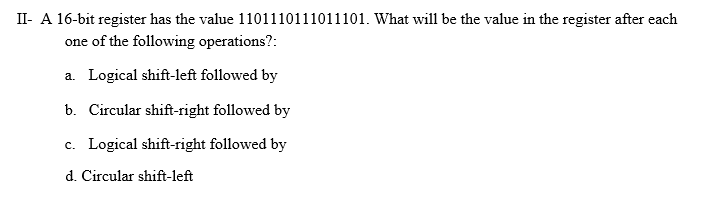 II- A 16-bit register has the value 1101110111011101. What will be the value in the register after each
one of the following operations?:
a. Logical shift-left followed by
b. Circular shift-right followed by
c. Logical shift-right followed by
d. Circular shift-left